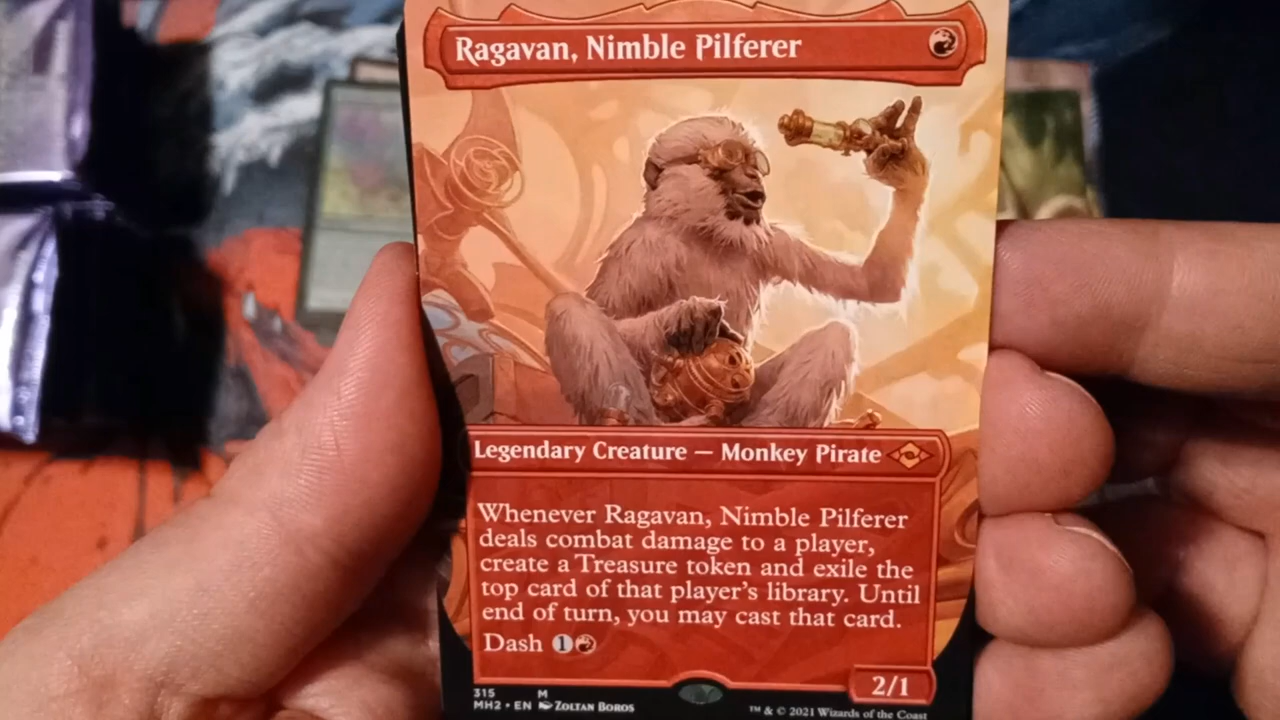 Ragavan, Nimble Pilferer
Legendary Creature — Monkey Pirate
Whenever Ragavan, Nimble Pilferer
deals combat damage to a player,
create a Treasure token and exile the
top card of that player's library. Until
end of turn, you may cast that card.
Dash 1
2/1
315 M
MH2 • EN ZOLTAN BOROS
™ & © 2021 Wizards of the Coast